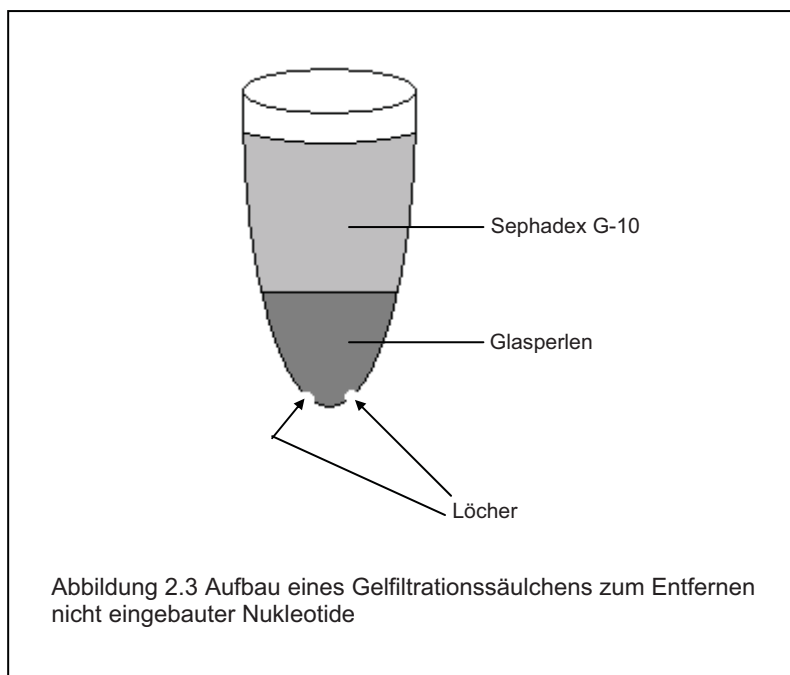 Sephadex G-10
Glasperlen
Löcher
Abbildung 2.3 Aufbau eines Gelfiltrationssäulchens zum Entfernen
nicht eingebauter Nukleotide